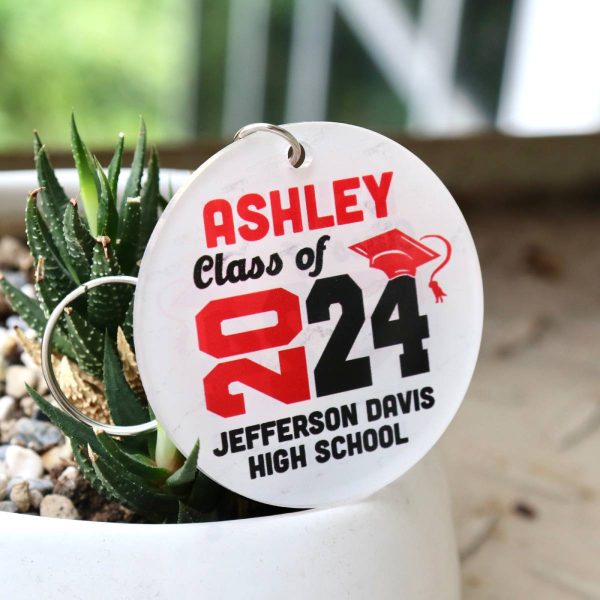 ASHLEY
Class of
2024
JEFFERSON DAVIS
HIGH SCHOOL